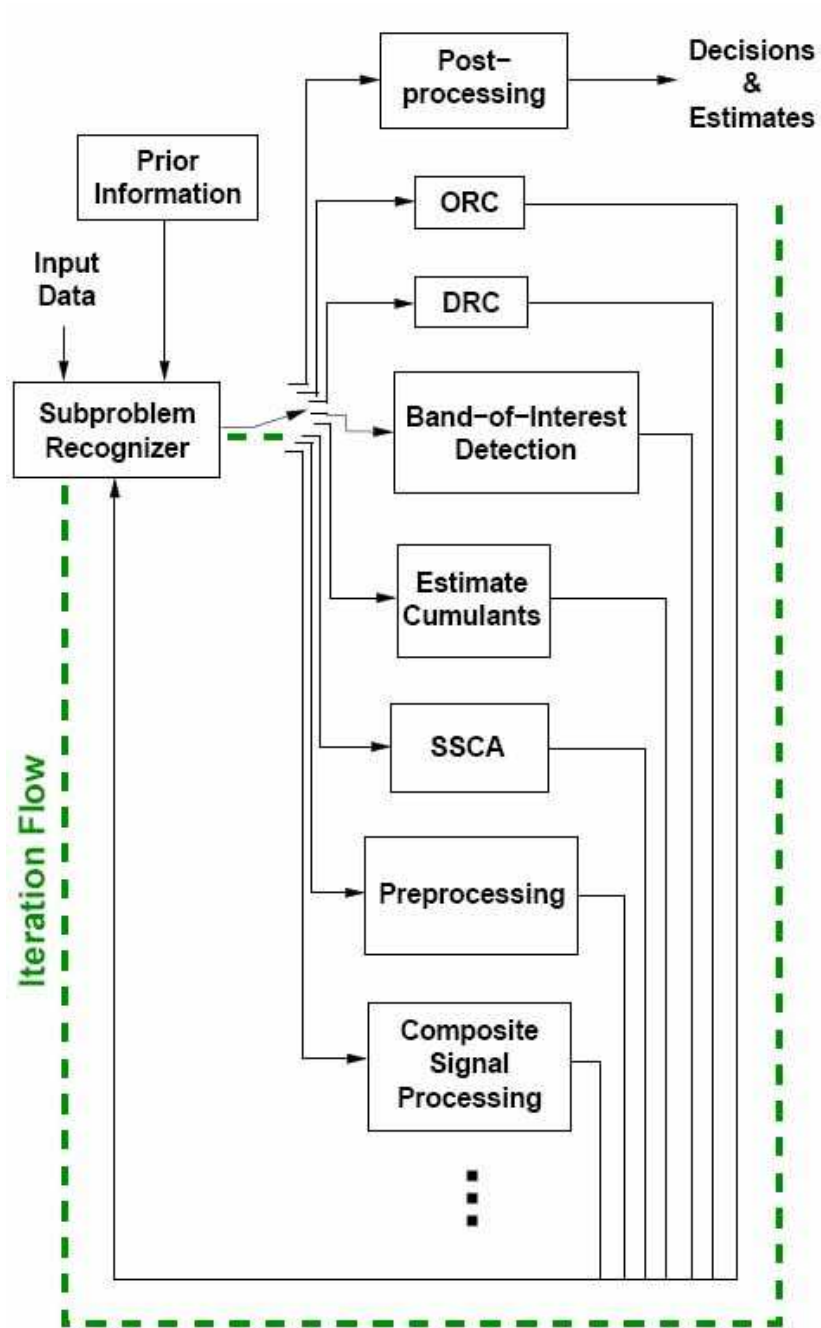 Post-
processing
Decisions
&
Estimates
Prior
Information
ORC
Input
Data
DRC
Subproblem
Recognizer
Band-of-Interest
Detection
Estimate
Cumulants
SSCA
Iteration Flow
Preprocessing
Composite
Signal
Processing